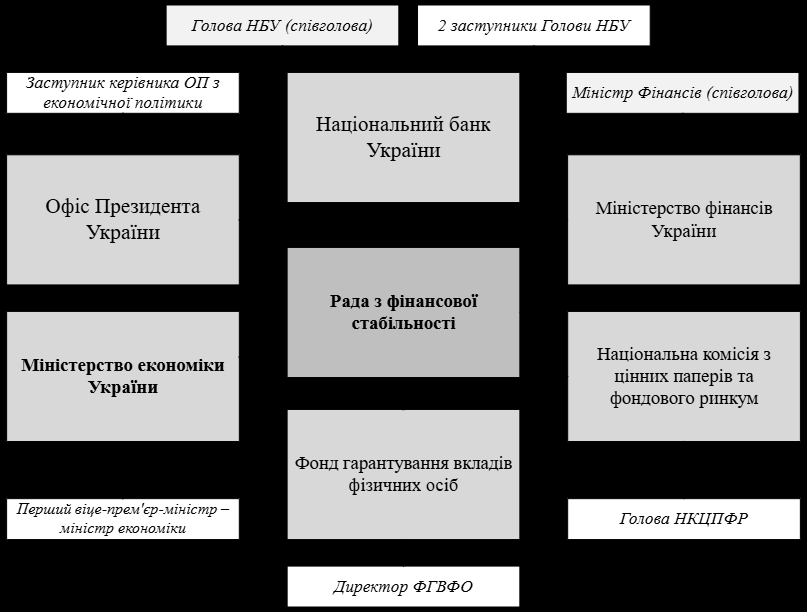 Голова НБУ (співголова)
2 заступники Голови НБУ
Заступник керівника ОП з
економічної політики
Національний банк
України
Міністр Фінансів (співголова)
Офіс Президента
України
Міністерство фінансів
України
Рада з фінансової
стабільності
Міністерство економіки
України
Національна комісія з
цінних паперів та
фондового ринкум
Фонд гарантування вкладів
фізичних осіб
Перший віце-прем'єр-міністр –
міністр економіки
Голова НКЦПФР
Директор ФГВФО